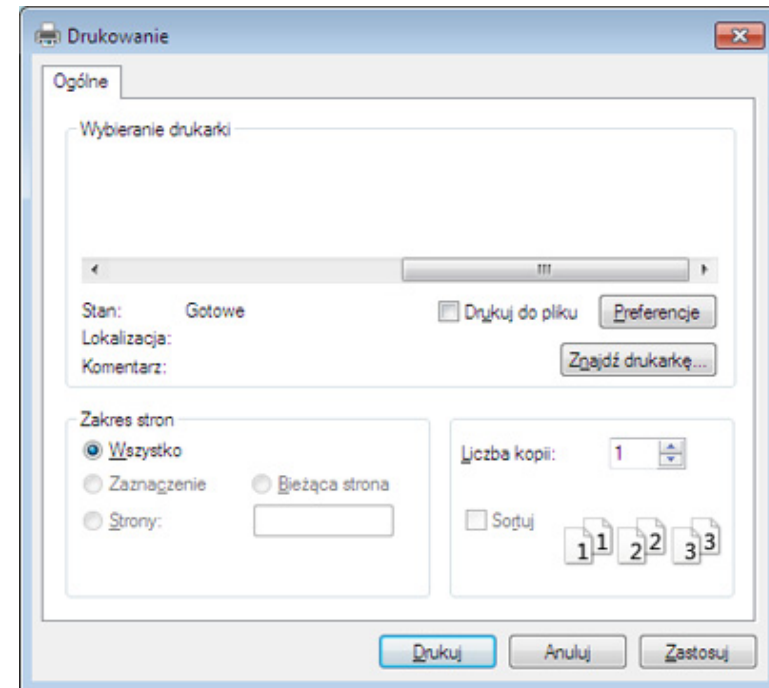 Drukowanie
Ogólne
Wybieranie drukarki
Stan: Gotowe
Drukuj do pliku
Preferencje
Lokalizacja:
Komentarz:
Znajdź drukarkę...
Zakres stron
Wszystko
Zaznaczenie
Bieżąca strona
Strony:
Liczba kopii: 1
Sortuj
1 1 2 2 3 3
Drukuj
Anuluj
Zastosuj